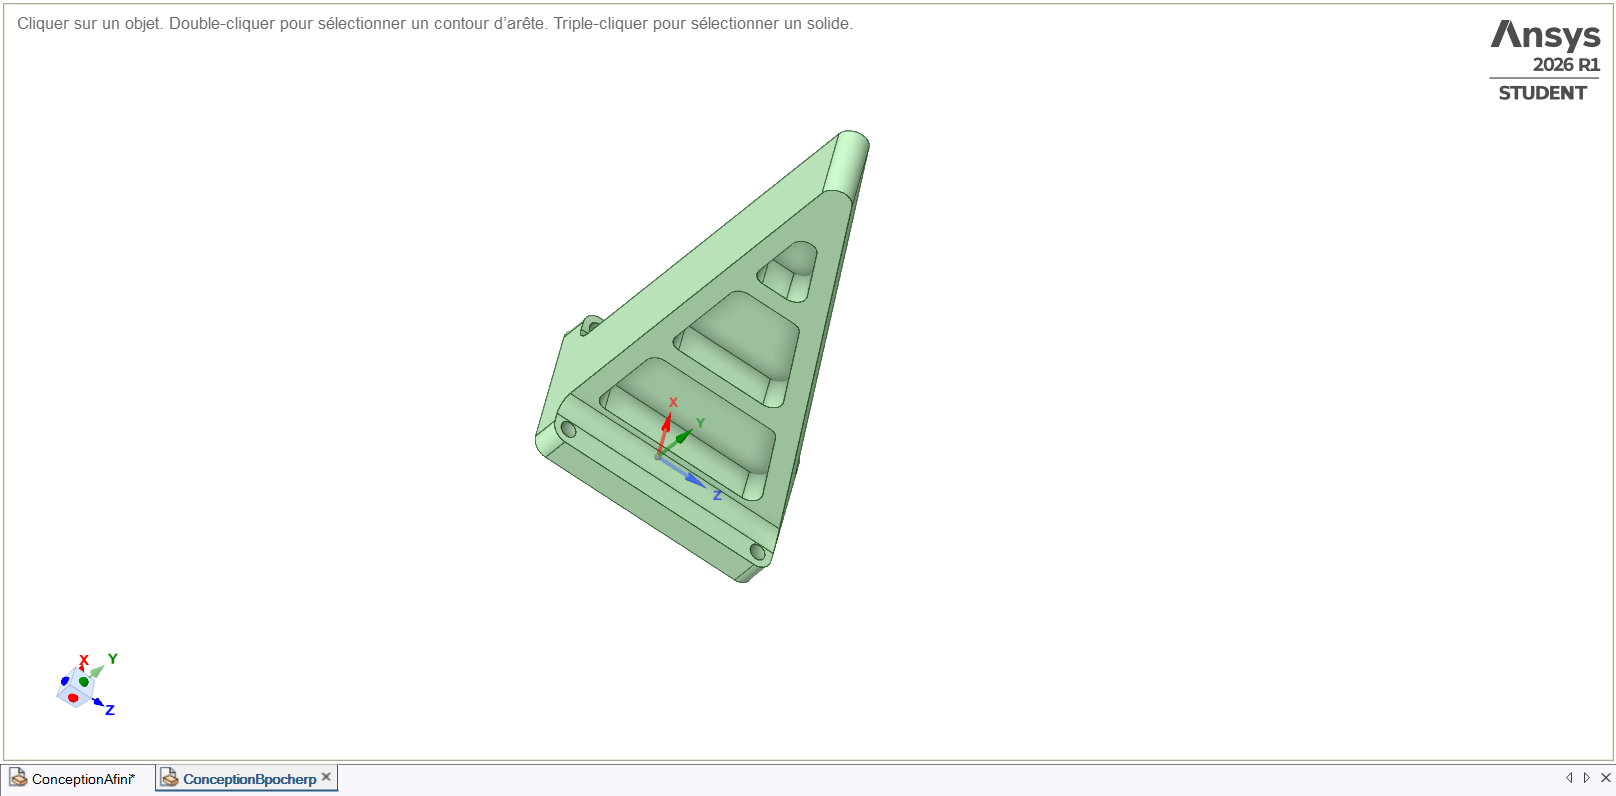 Cliquer sur un objet. Double-cliquer pour sélectionner un contour d’arête. Triple-cliquer pour sélectionner un solide.
Ansys
2026 R1
STUDENT
X
Y
Z
X
Y
Z
ConceptionAfini*
ConceptionBpocherp